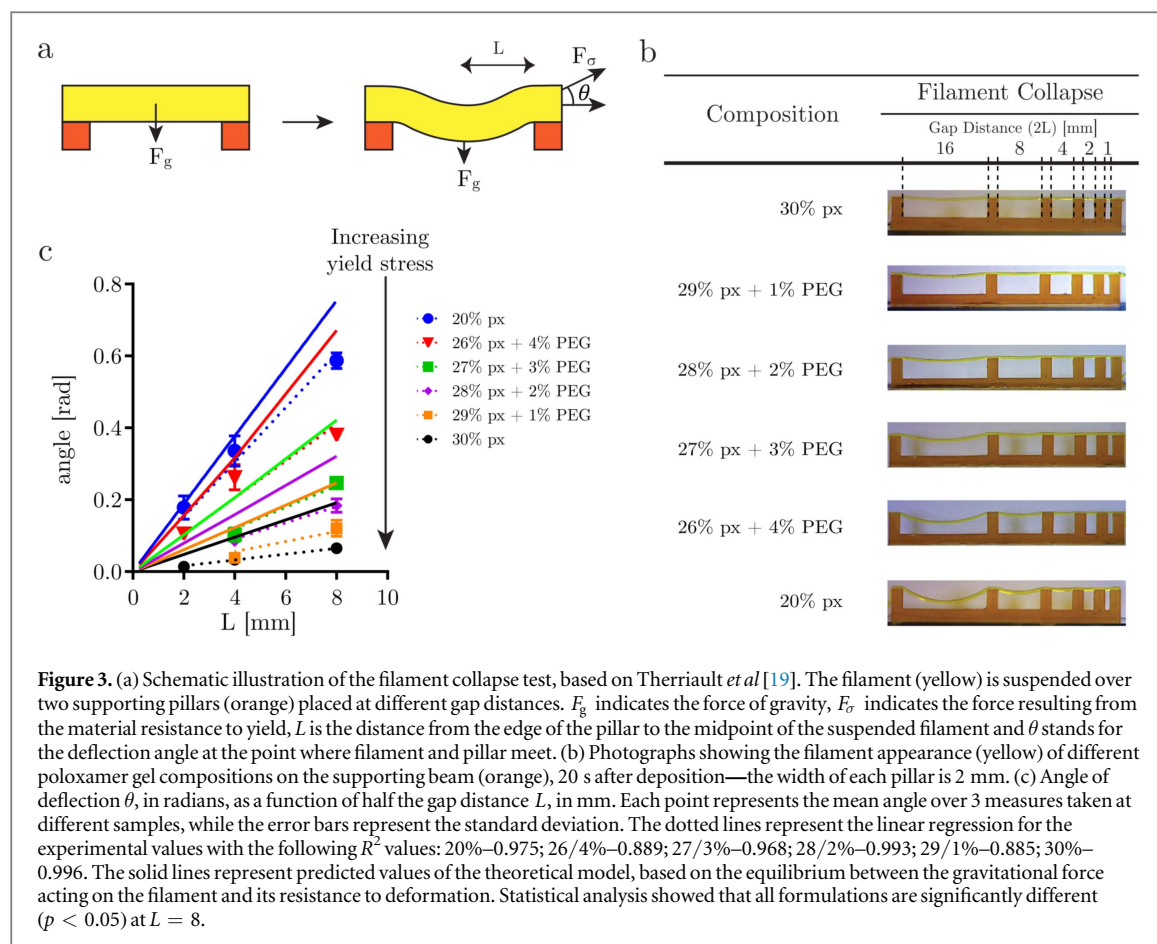 a
L
F_σ
θ
F_g
F_g
b
Composition
Filament Collapse
Gap Distance (2L) [mm]
16 8 4 2 1
30% px
29% px + 1% PEG
28% px + 2% PEG
27% px + 3% PEG
26% px + 4% PEG
20% px
c
Increasing
yield stress
angle [rad]
0.8
0.6
0.4
0.2
0.0
0 2 4 6 8 10
L [mm]
20% px
26% px + 4% PEG
27% px + 3% PEG
28% px + 2% PEG
29% px + 1% PEG
30% px
Figure 3. (a) Schematic illustration of the filament collapse test, based on Therriault et al [19]. The filament (yellow) is suspended over
two supporting pillars (orange) placed at different gap distances. F_g indicates the force of gravity, F_σ indicates the force resulting from
the material resistance to yield, L is the distance from the edge of the pillar to the midpoint of the suspended filament and θ stands for
the deflection angle at the point where filament and pillar meet. (b) Photographs showing the filament appearance (yellow) of different
poloxamer gel compositions on the supporting beam (orange), 20 s after deposition—the width of each pillar is 2 mm. (c) Angle of
deflection θ, in radians, as a function of half the gap distance L, in mm. Each point represents the mean angle over 3 measures taken at
different samples, while the error bars represent the standard deviation. The dotted lines represent the linear regression for the
experimental values with the following R² values: 20%–0.975; 26/4%–0.889; 27/3%–0.968; 28/2%–0.993; 29/1%–0.885; 30%–
0.996. The solid lines represent predicted values of the theoretical model, based on the equilibrium between the gravitational force
acting on the filament and its resistance to deformation. Statistical analysis showed that all formulations are significantly different
(p < 0.05) at L = 8.